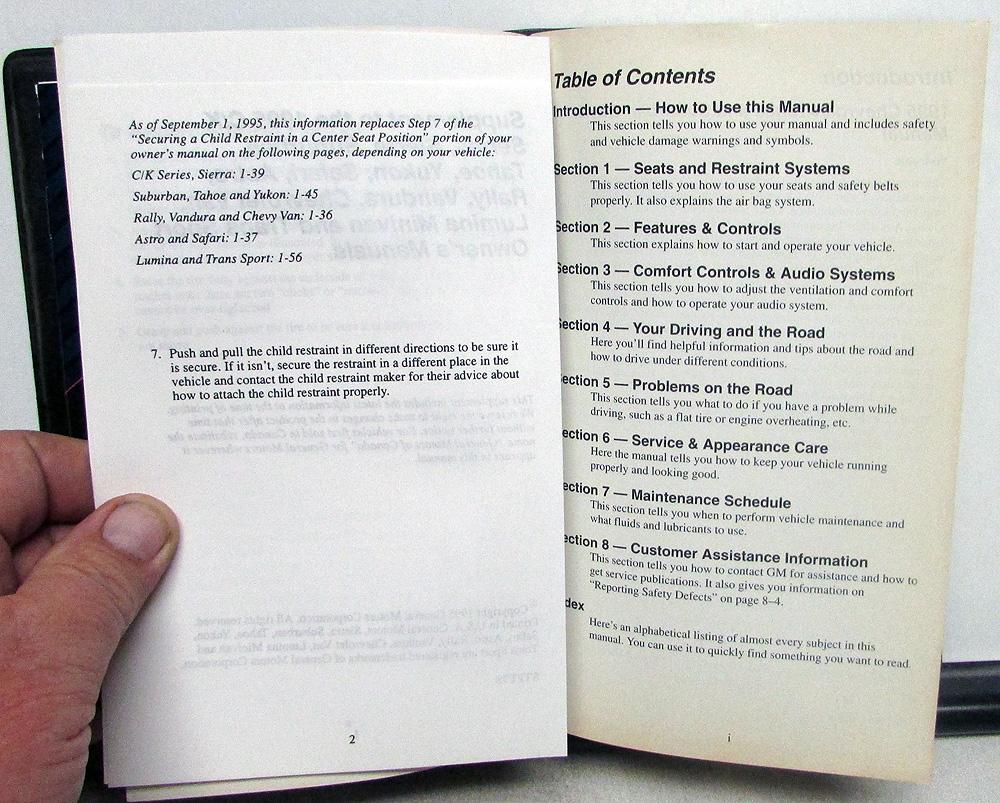 As of September 1, 1995, this information replaces Step 7 of the
“Securing a Child Restraint in a Center Seat Position” portion of your
owner’s manual on the following pages, depending on your vehicle:
C/K Series, Sierra: 1-39
Suburban, Tahoe and Yukon: 1-45
Rally, Vandura and Chevy Van: 1-36
Astro and Safari: 1-37
Lumina and Trans Sport: 1-56
7. Push and pull the child restraint in different directions to be sure it
is secure. If it isn’t, secure the restraint in a different place in the
vehicle and contact the child restraint maker for their advice about
how to attach the child restraint properly.
2
Table of Contents
Introduction — How to Use this Manual
This section tells you how to use your manual and includes safety
and vehicle damage warnings and symbols.
Section 1 — Seats and Restraint Systems
This section tells you how to use your seats and safety belts
properly. It also explains the air bag system.
Section 2 — Features & Controls
This section explains how to start and operate your vehicle.
Section 3 — Comfort Controls & Audio Systems
This section tells you how to adjust the ventilation and comfort
controls and how to operate your audio system.
Section 4 — Your Driving and the Road
Here you’ll find helpful information and tips about the road and
how to drive under different conditions.
ection 5 — Problems on the Road
This section tells you what to do if you have a problem while
driving, such as a flat tire or engine overheating, etc.
ection 6 — Service & Appearance Care
Here the manual tells you how to keep your vehicle running
properly and looking good.
ection 7 — Maintenance Schedule
This section tells you when to perform vehicle maintenance and
what fluids and lubricants to use.
ection 8 — Customer Assistance Information
This section tells you how to contact GM for assistance and how to
get service publications. It also gives you information on
“Reporting Safety Defects” on page 8–4.
dex
Here’s an alphabetical listing of almost every subject in this
manual. You can use it to quickly find something you want to read.
i